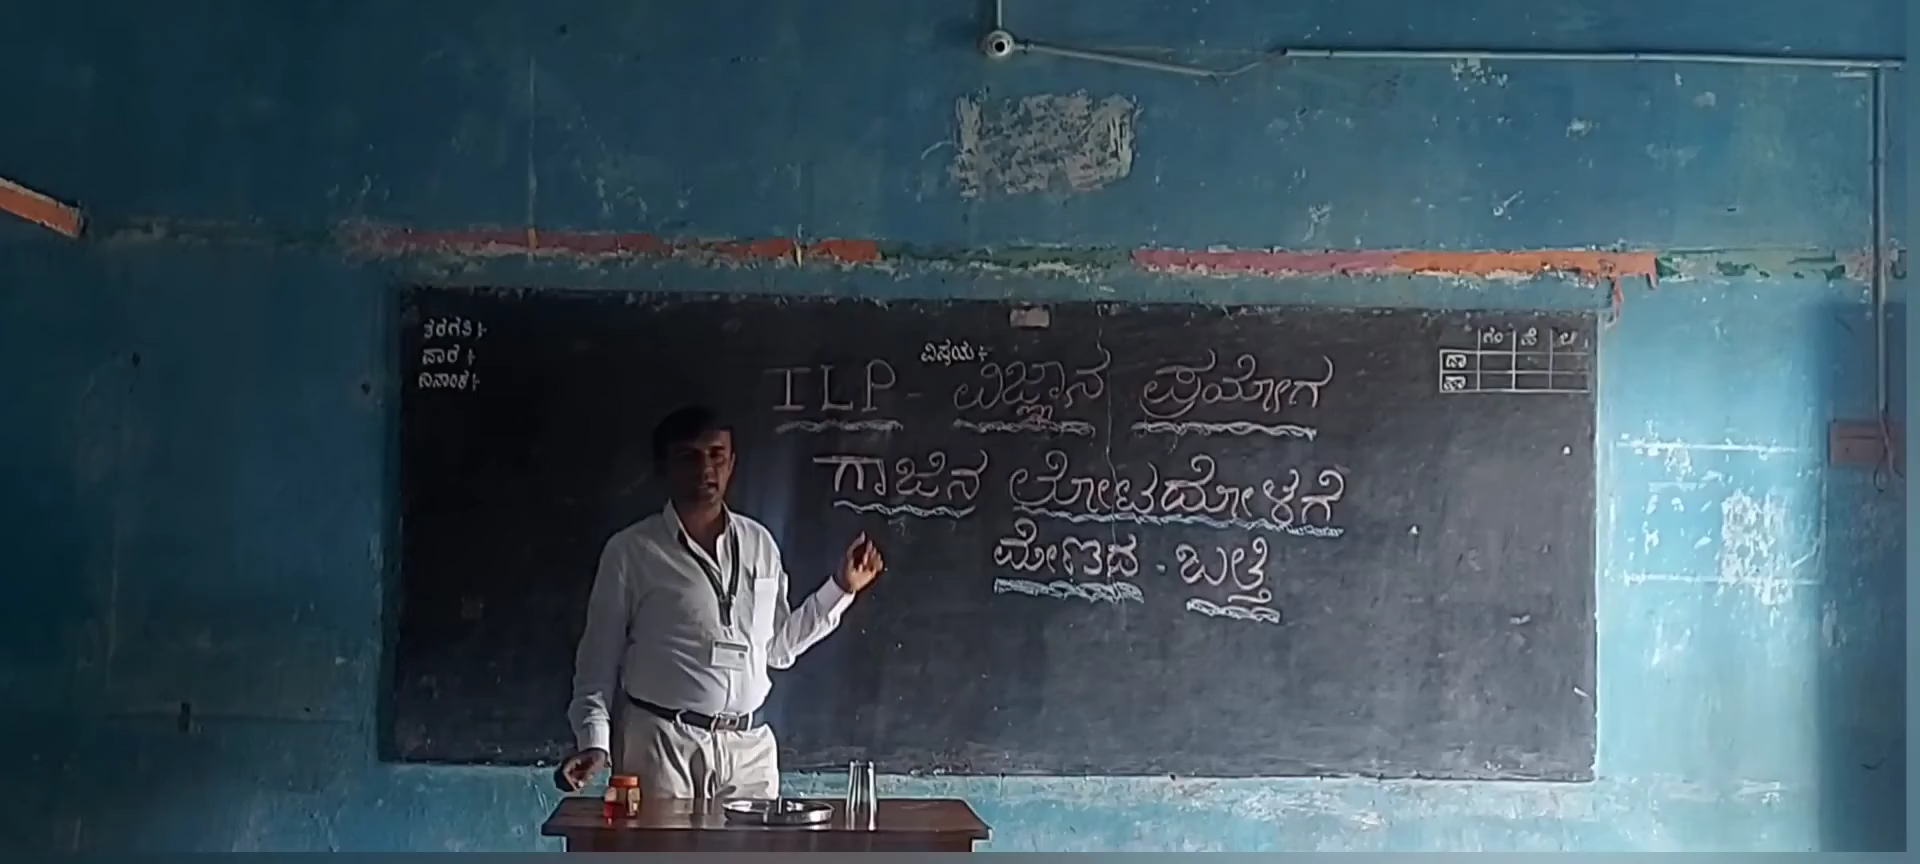 ತರಗತಿ :-
ಪಾಠ :-
ದಿನಾಂಕ :-
ವಿಷಯ :-
ಗಂ ಹೆ ಒ
ದಾ
ಹಾ
ILP - ವಿಜ್ಞಾನ ಪ್ರಯೋಗ
ಗಾಜಿನ ಲೋಟದೋಳಗೆ
ಮೇಣದ - ಬತ್ತಿ